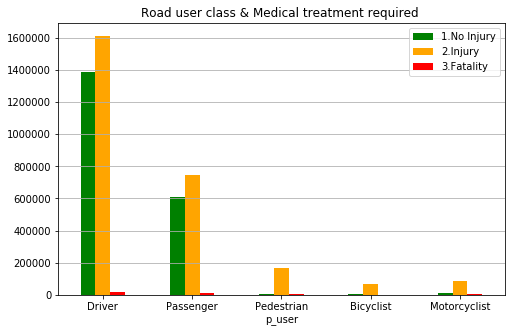 Road user class & Medical treatment required
1.No Injury
2.Injury
3.Fatality
1600000
1400000
1200000
1000000
800000
600000
400000
200000
0
Driver Passenger Pedestrian Bicyclist Motorcyclist
p_user